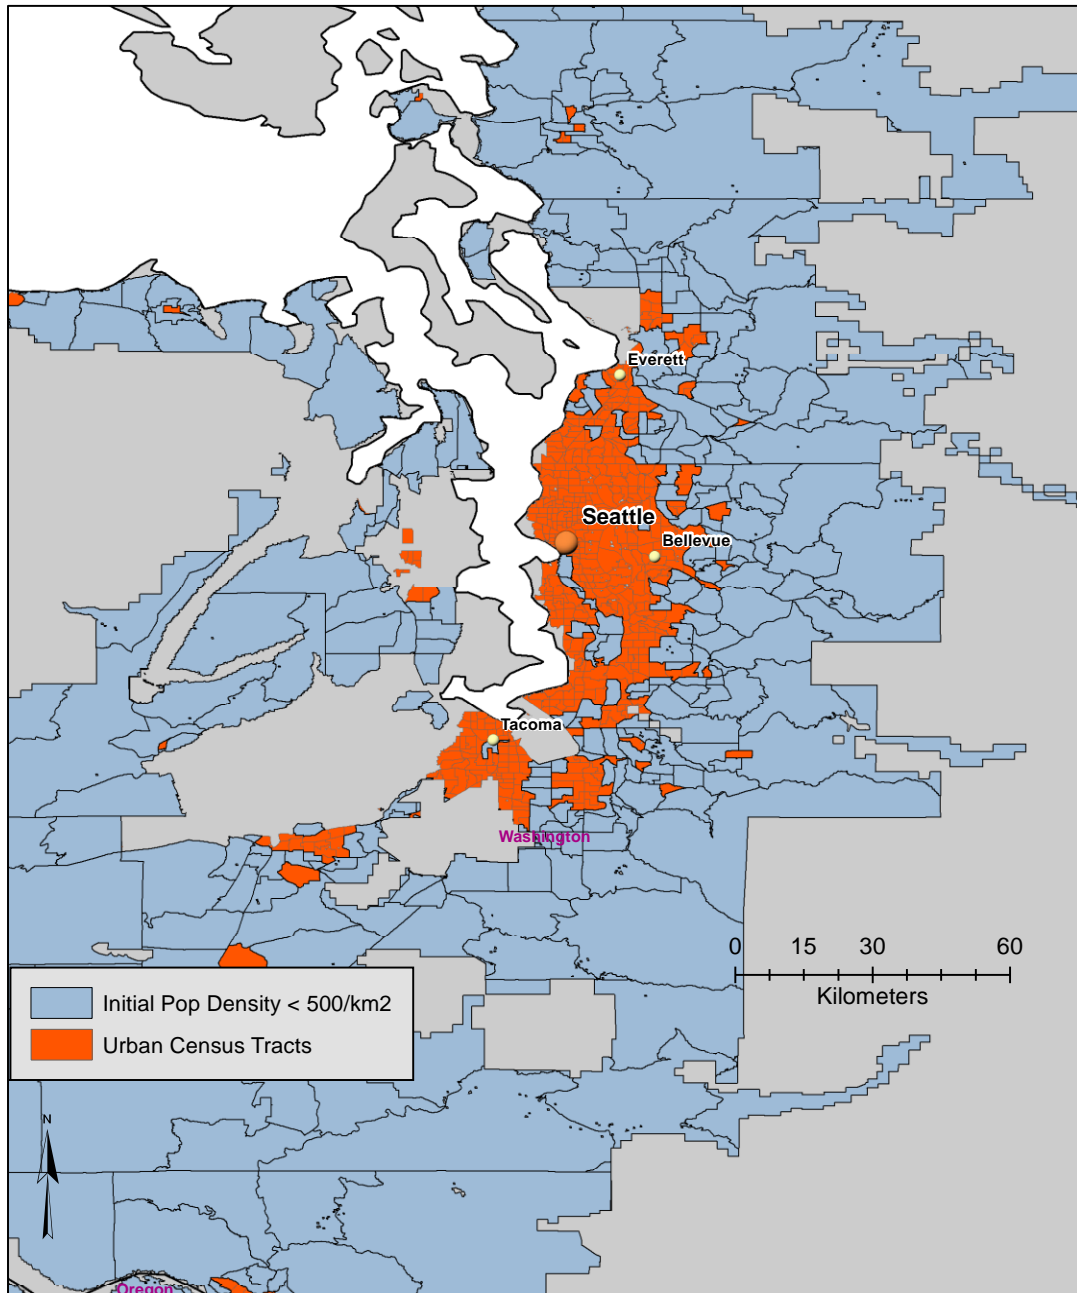 Everett
Seattle
Bellevue
Tacoma
Washington
0 15 30 60
Kilometers
Initial Pop Density < 500/km2
Urban Census Tracts
N
Oregon